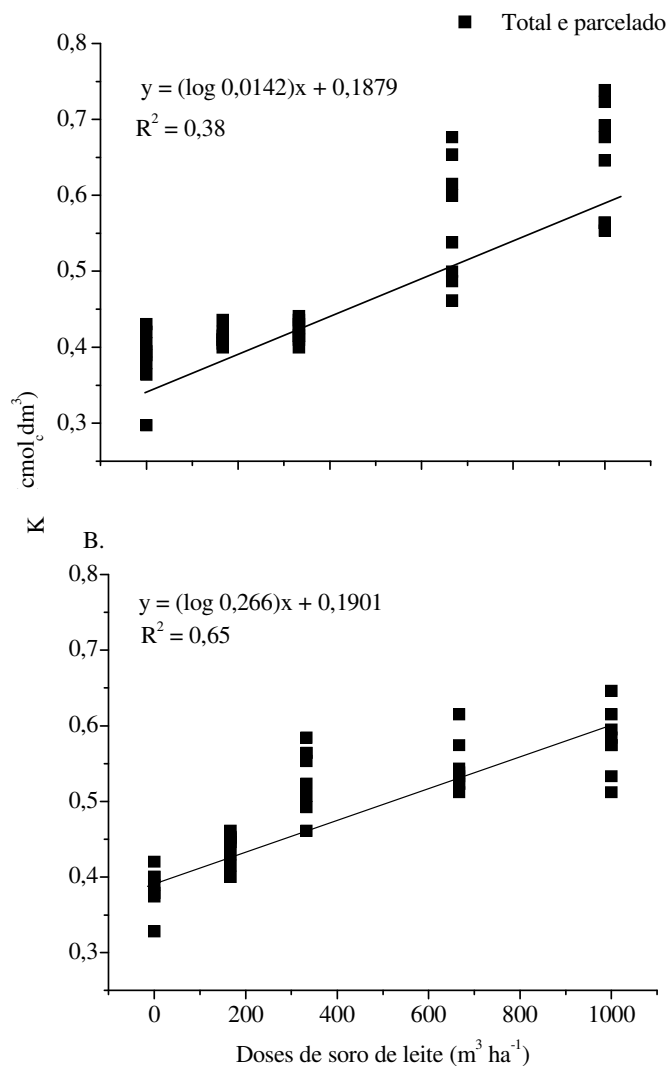 Total e parcelado
0,8
y = (log 0,0142)x + 0,1879
0,7
R² = 0,38
0,6
0,5
0,4
0,3
K cmol_c dm³)
B.
0,8
y = (log 0,266)x + 0,1901
0,7
R² = 0,65
0,6
0,5
0,4
0,3
0 200 400 600 800 1000
Doses de soro de leite (m³ ha⁻¹)